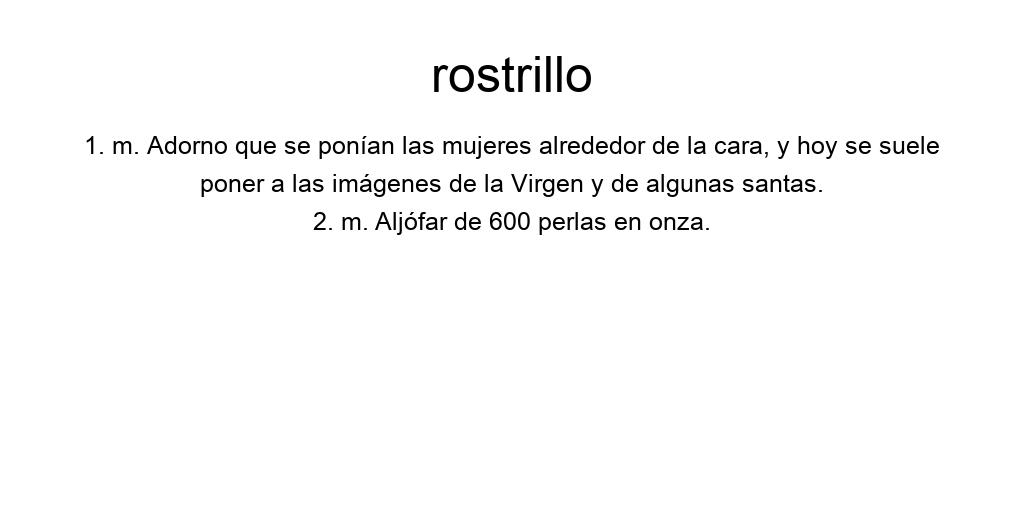 rostrillo
1. m. Adorno que se ponían las mujeres alrededor de la cara, y hoy se suele
poner a las imágenes de la Virgen y de algunas santas.
2. m. Aljófar de 600 perlas en onza.